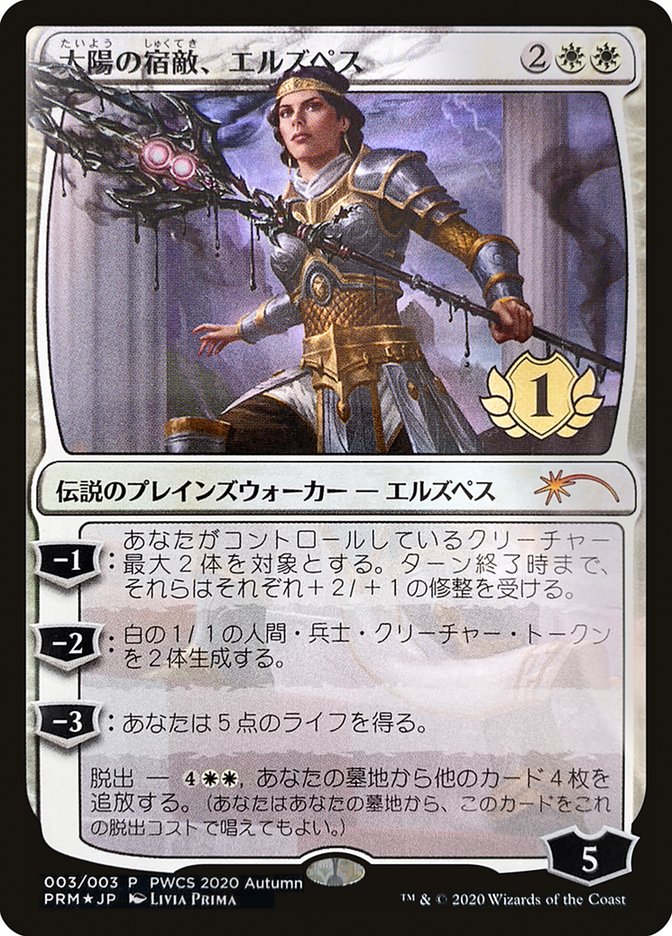 たいよう しゅくてき
太陽の宿敵、エルズペス 2
1
伝説のプレインズウォーカー — エルズペス
-1 : あなたがコントロールしているクリーチャー
最大2体を対象とする。ターン終了時まで、
それらはそれぞれ+2/+1の修整を受ける。
-2 : 白の1/1の人間・兵士・クリーチャー・トークン
を2体生成する。
-3 : あなたは5点のライフを得る。
脱出 — 4, あなたの墓地から他のカード4枚を
追放する。(あなたはあなたの墓地から、このカードをこれ
の脱出コストで唱えてもよい。)
5
003/003 P PWCS 2020 Autumn
PRM★JP LIVIA PRIMA
™ & © 2020 Wizards of the Coast